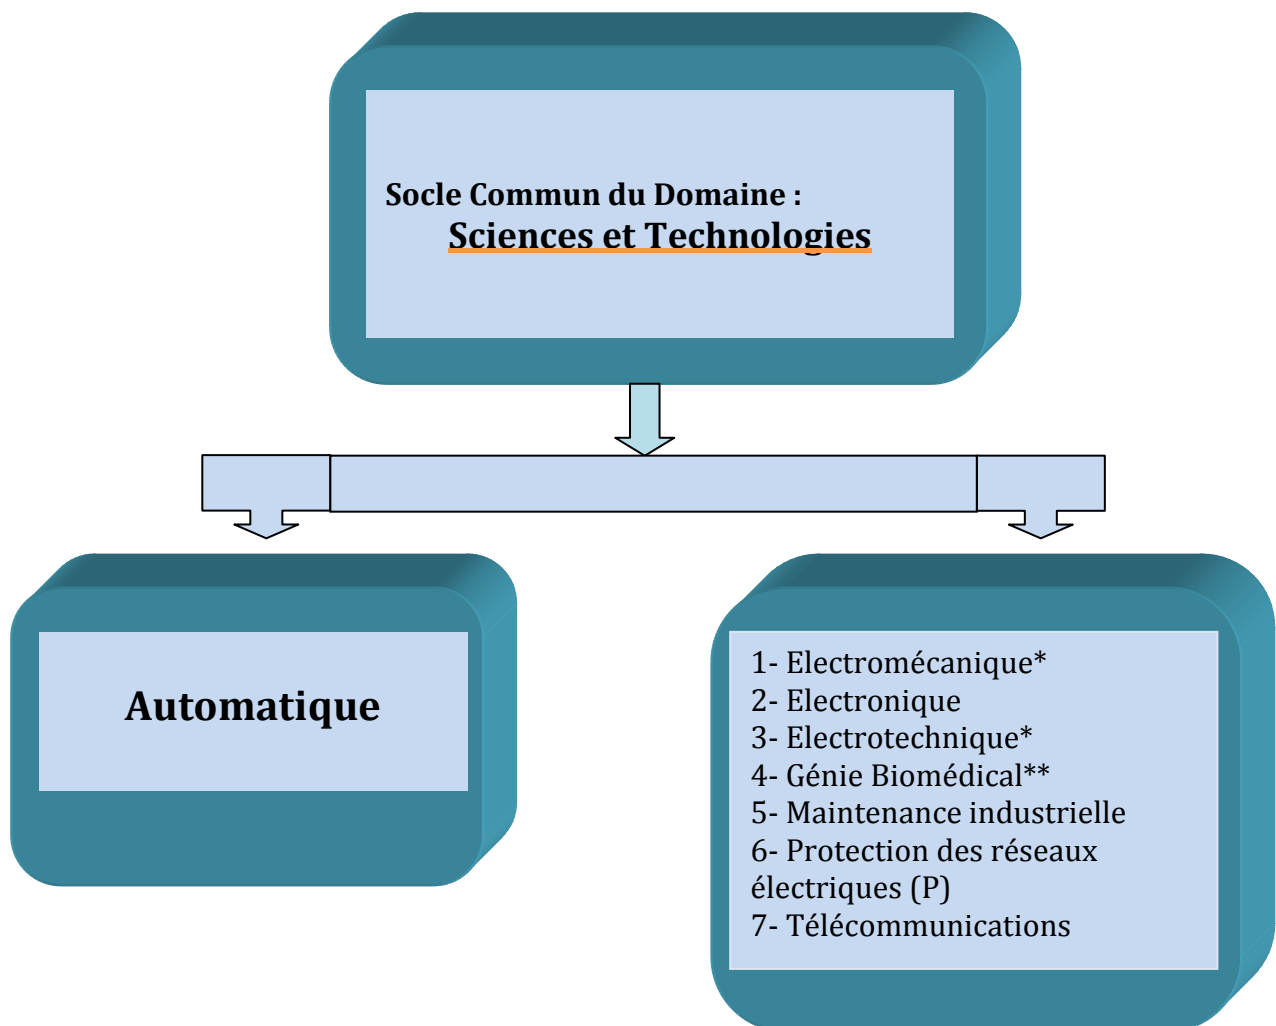 Socle Commun du Domaine :
Sciences et Technologies
Automatique
1- Electromécanique*
2- Electronique
3- Electrotechnique*
4- Génie Biomédical**
5- Maintenance industrielle
6- Protection des réseaux
électriques (P)
7- Télécommunications